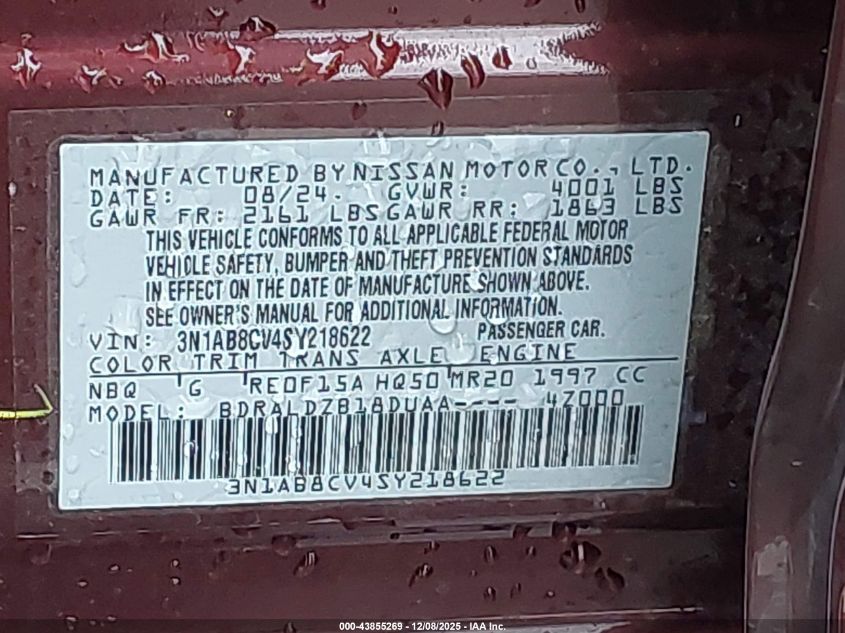 MANUFACTURED BY NISSAN MOTOR CO., LTD.
DATE: 08/24. GVWR: 4001 LBS
GAWR FR: 2161 LBS GAWR RR: 1863 LBS
THIS VEHICLE CONFORMS TO ALL APPLICABLE FEDERAL MOTOR
VEHICLE SAFETY, BUMPER AND THEFT PREVENTION STANDARDS
IN EFFECT ON THE DATE OF MANUFACTURE SHOWN ABOVE.
SEE OWNER'S MANUAL FOR ADDITIONAL INFORMATION.
VIN: 3N1AB8CV4SY218622 PASSENGER CAR.
COLOR TRIM TRANS AXLE ENGINE
NBQ G RE0F15A HQ50 MR20 1997 CC
MODEL: BDRALDZB18DUAA---- 4Z000
3N1AB8CV4SY218622
000-43855269 - 12/08/2025 - IAA Inc.